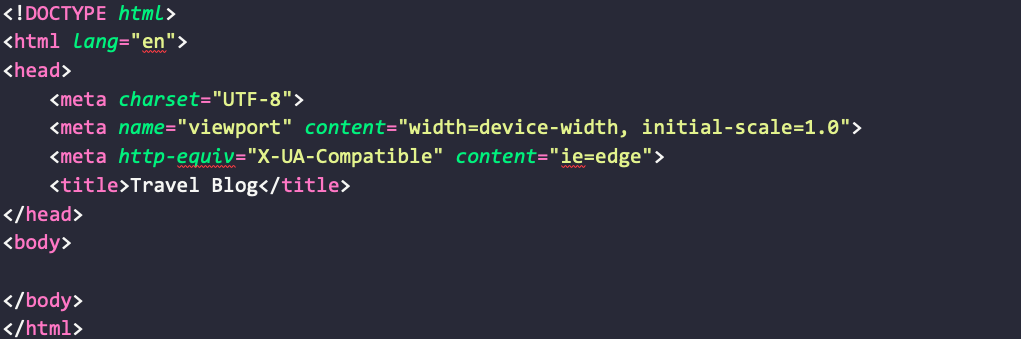 <!DOCTYPE html>
<html lang="en">
<head>
    <meta charset="UTF-8">
    <meta name="viewport" content="width=device-width, initial-scale=1.0">
    <meta http-equiv="X-UA-Compatible" content="ie=edge">
    <title>Travel Blog</title>
</head>
<body>

</body>
</html>